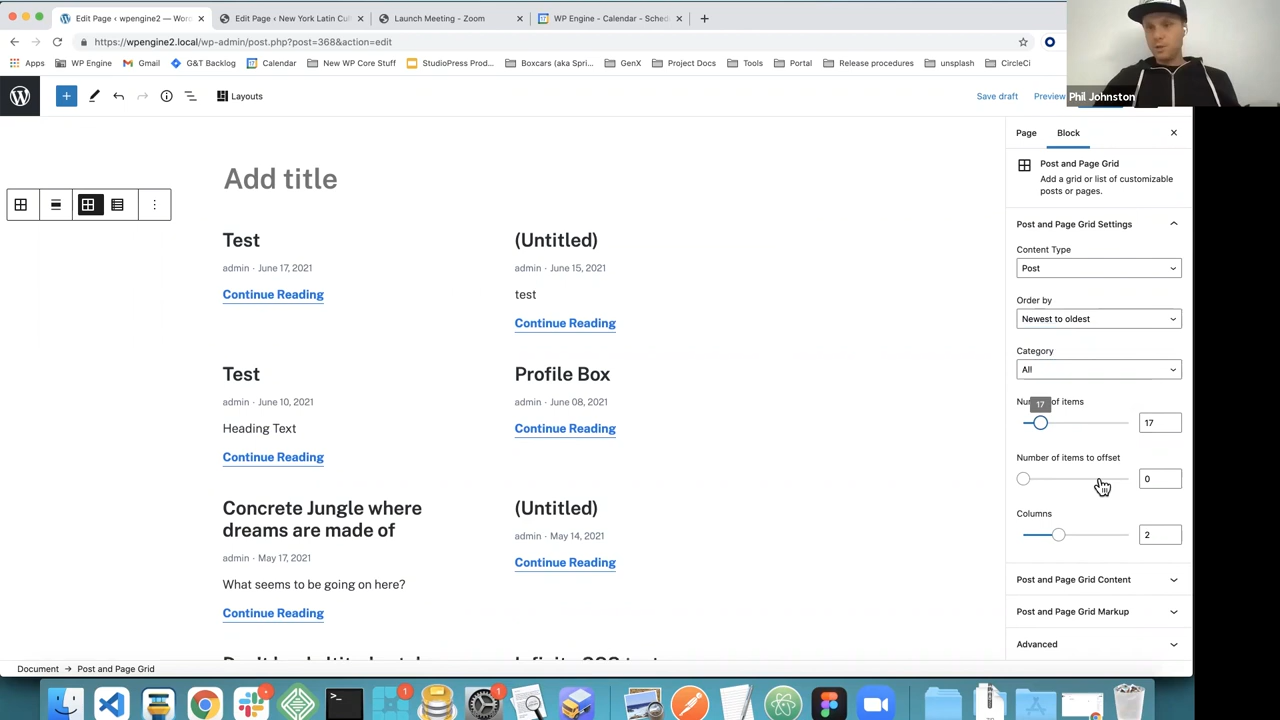 Edit Page ‹ wpengine2 — Wor
Edit Page ‹ New York Latin Cu
Launch Meeting - Zoom
WP Engine - Calendar - Sched
https://wpengine2.local/wp-admin/post.php?post=368&action=edit
Apps
WP Engine
Gmail
G&T Backlog
Calendar
New WP Core Stuff
StudioPress Prod...
Boxcars (aka Spri...
GenX
Project Docs
Tools
Portal
Release procedures
unsplash
CircleCi
Phil Johnston
Layouts
Save draft
Preview
Page
Block
Post and Page Grid
Add a grid or list of customizable
posts or pages.
Add title
Test
admin · June 17, 2021
Continue Reading
(Untitled)
admin · June 15, 2021
test
Continue Reading
Test
admin · June 10, 2021
Heading Text
Continue Reading
Profile Box
admin · June 08, 2021
Continue Reading
Concrete Jungle where
dreams are made of
admin · May 17, 2021
What seems to be going on here?
Continue Reading
(Untitled)
admin · May 14, 2021
Continue Reading
Post and Page Grid Settings
Content Type
Post
Order by
Newest to oldest
Category
All
of items
17
17
Number of items to offset
0
Columns
2
Post and Page Grid Content
Post and Page Grid Markup
Advanced
Document → Post and Page Grid
1
1